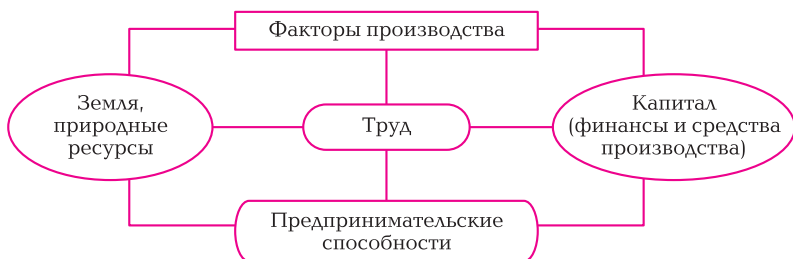 Факторы производства
Земля,
природные
ресурсы
Труд
Капитал
(финансы и средства
производства)
Предпринимательские
способности